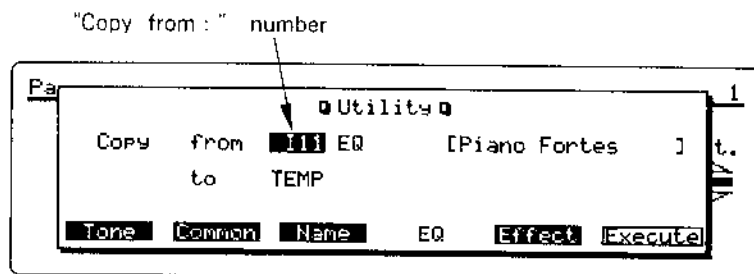 "Copy from : " number
Pa 1
Utility
Copy from I11 EQ [Piano Fortes ] t.
to TEMP
Tone Common Name EQ Effect Execute